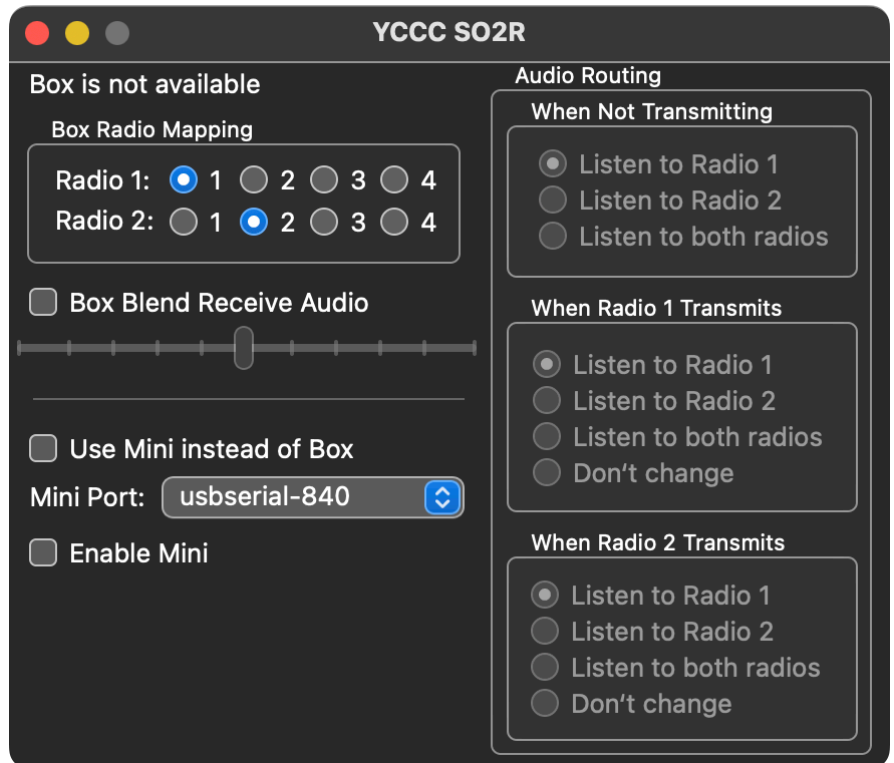 YCCC SO2R
Box is not available
Box Radio Mapping
Radio 1: 1 2 3 4
Radio 2: 1 2 3 4
Box Blend Receive Audio
Use Mini instead of Box
Mini Port: usbserial-840
Enable Mini
Audio Routing
When Not Transmitting
Listen to Radio 1
Listen to Radio 2
Listen to both radios
When Radio 1 Transmits
Listen to Radio 1
Listen to Radio 2
Listen to both radios
Don't change
When Radio 2 Transmits
Listen to Radio 1
Listen to Radio 2
Listen to both radios
Don't change